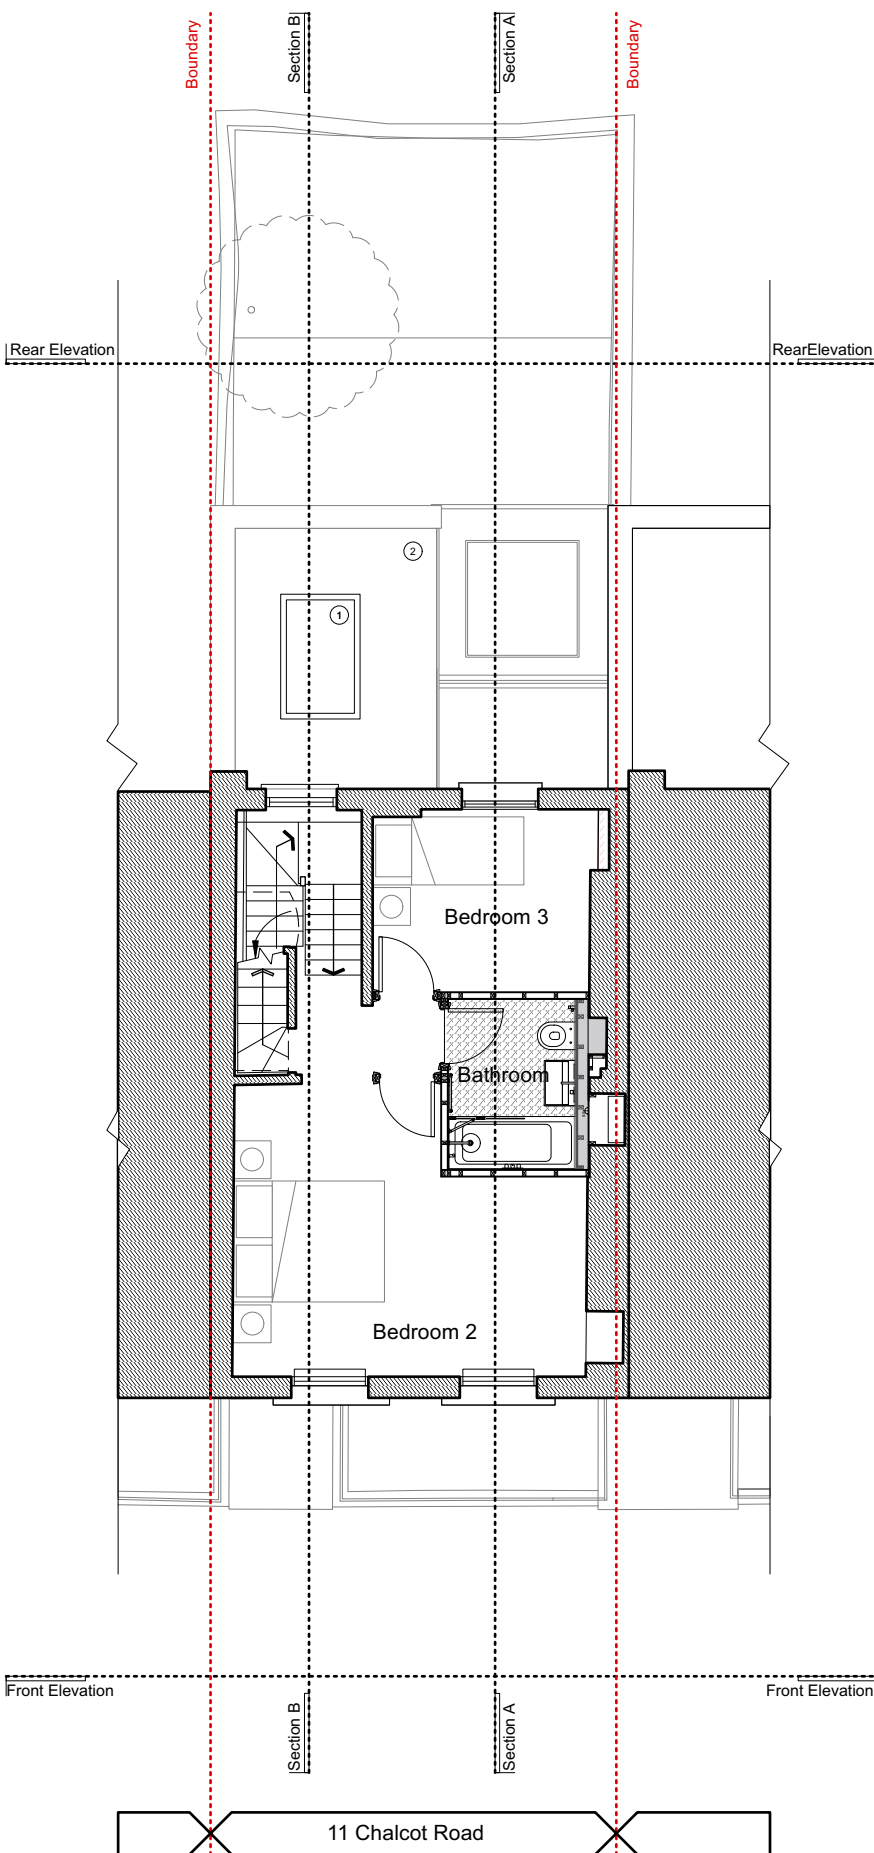 Boundary
Section B
Section A
Boundary
Rear Elevation
RearElevation
2
1
Bedroom 3
Bathroom
Bedroom 2
Front Elevation
Front Elevation
Section B
Section A
11 Chalcot Road